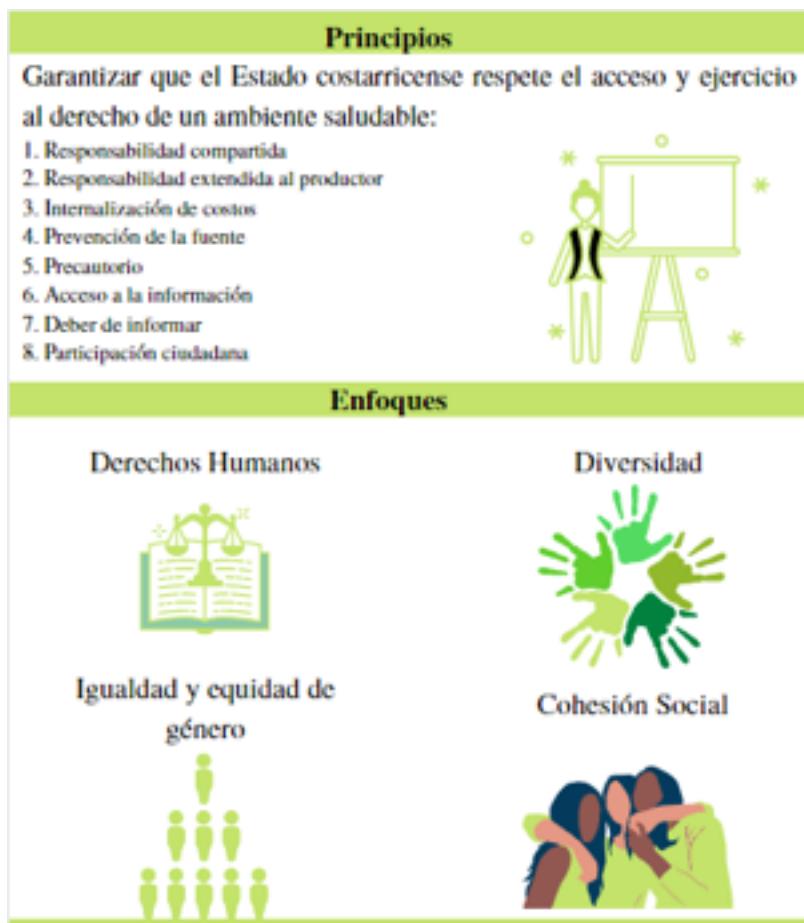 Principios
Garantizar que el Estado costarricense respete el acceso y ejercicio
al derecho de un ambiente saludable:
1. Responsabilidad compartida
2. Responsabilidad extendida al productor
3. Internalización de costos
4. Prevención de la fuente
5. Precautorio
6. Acceso a la información
7. Deber de informar
8. Participación ciudadana
Enfoques
Derechos Humanos
Diversidad
Igualdad y equidad de
género
Cohesión Social